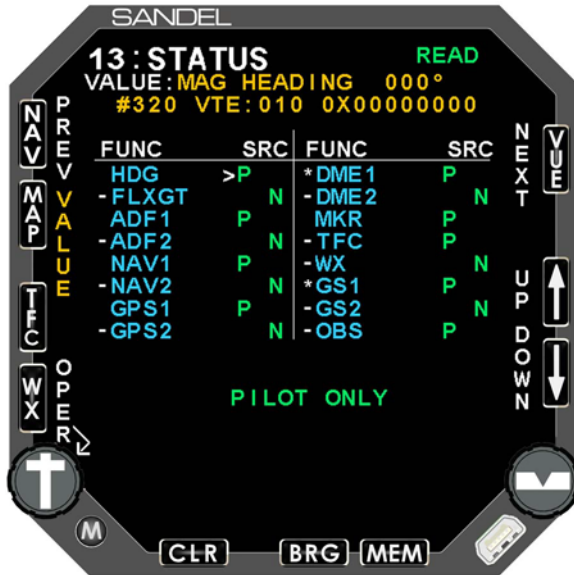 SANDEL
13:STATUS READ
VALUE:MAG HEADING 000°
#320 VTE:010 0X00000000
FUNC SRC FUNC SRC
HDG >P *DME1 P
-FLXGT N -DME2 N
ADF1 P MKR P
-ADF2 N -TFC P
NAV1 P -WX N
-NAV2 N *GS1 P
GPS1 P -GS2 N
-GPS2 N -OBS P
PILOT ONLY
NAV
MAP
TFC
WX
PREV VALUE
OPER
NEXT
UP DOWN
VUE
M
CLR BRG MEM